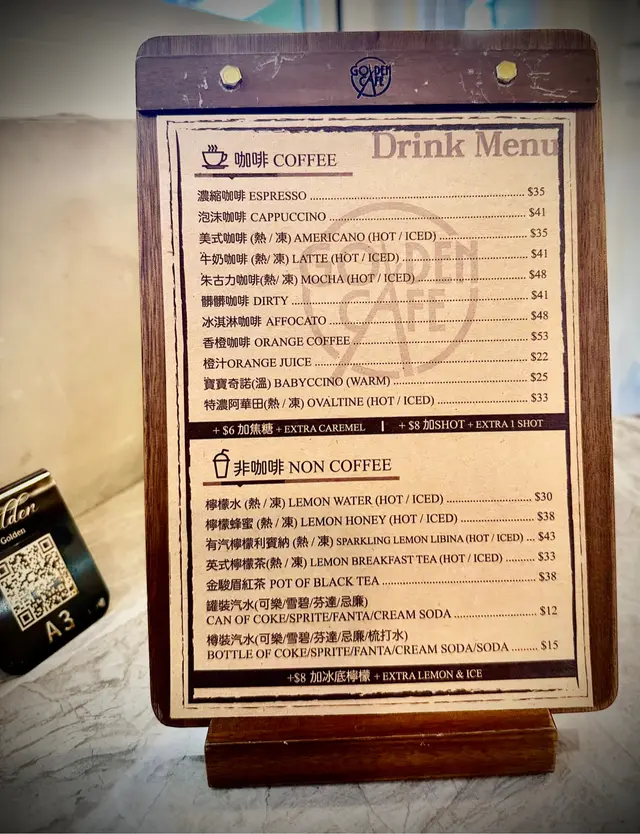 GOLDEN CAFE
Drink Menu
咖啡 COFFEE
濃縮咖啡 ESPRESSO $35
泡沫咖啡 CAPPUCCINO $41
美式咖啡 (熱 / 凍) AMERICANO (HOT / ICED) $35
牛奶咖啡 (熱/ 凍) LATTE (HOT / ICED) $41
朱古力咖啡(熱/ 凍) MOCHA (HOT / ICED) $48
髒髒咖啡 DIRTY $41
冰淇淋咖啡 AFFOCATO $48
香橙咖啡 ORANGE COFFEE $53
橙汁ORANGE JUICE $22
寶寶奇諾(溫) BABYCCINO (WARM) $25
特濃阿華田(熱 / 凍) OVALTINE (HOT / ICED) $33
+ $6 加焦糖 + EXTRA CAREMEL | + $8 加SHOT + EXTRA 1 SHOT
GOLDEN CAFE
非咖啡 NON COFFEE
檸檬水 (熱 / 凍) LEMON WATER (HOT / ICED) $30
檸檬蜂蜜 (熱 / 凍) LEMON HONEY (HOT / ICED) $38
有汽檸檬利賓納 (熱 / 凍) SPARKLING LEMON LIBINA (HOT / ICED) $43
英式檸檬茶(熱 / 凍) LEMON BREAKFAST TEA (HOT / ICED) $33
金駿眉紅茶 POT OF BLACK TEA $38
罐裝汽水(可樂/雪碧/芬達/忌廉)
CAN OF COKE/SPRITE/FANTA/CREAM SODA $12
樽裝汽水(可樂/雪碧/芬達/忌廉/梳打水)
BOTTLE OF COKE/SPRITE/FANTA/CREAM SODA/SODA $15
+$8 加冰底檸檬 + EXTRA LEMON & ICE
Golden
A3